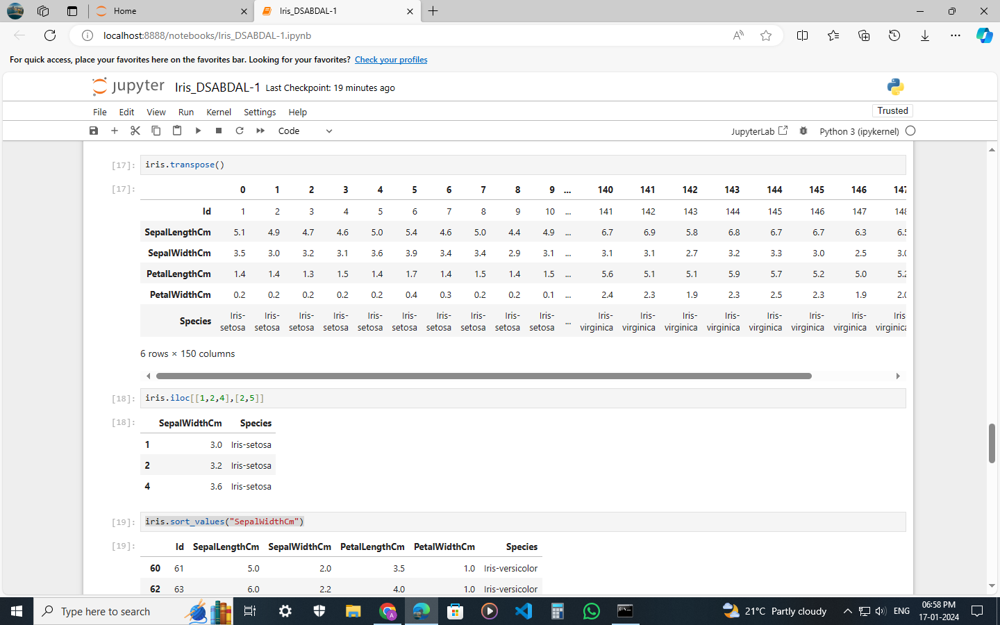 Home
Iris_DSABDAL-1
localhost:8888/notebooks/Iris_DSABDAL-1.ipynb
For quick access, place your favorites here on the favorites bar. Looking for your favorites? Check your profiles
jupyter Iris_DSABDAL-1 Last Checkpoint: 19 minutes ago
File Edit View Run Kernel Settings Help Trusted
Code JupyterLab Python 3 (ipykernel)
[17]: iris.transpose()
[17]: 0 1 2 3 4 5 6 7 8 9 ... 140 141 142 143 144 145 146 147
Id 1 2 3 4 5 6 7 8 9 10 ... 141 142 143 144 145 146 147 148
SepalLengthCm 5.1 4.9 4.7 4.6 5.0 5.4 4.6 5.0 4.4 4.9 ... 6.7 6.9 5.8 6.8 6.7 6.7 6.3 6.5
SepalWidthCm 3.5 3.0 3.2 3.1 3.6 3.9 3.4 3.4 2.9 3.1 ... 3.1 3.1 2.7 3.2 3.3 3.0 2.5 3.0
PetalLengthCm 1.4 1.4 1.3 1.5 1.4 1.7 1.4 1.5 1.4 1.5 ... 5.6 5.1 5.1 5.9 5.7 5.2 5.0 5.2
PetalWidthCm 0.2 0.2 0.2 0.2 0.2 0.4 0.3 0.2 0.2 0.1 ... 2.4 2.3 1.9 2.3 2.5 2.3 1.9 2.0
Species Iris-setosa Iris-setosa Iris-setosa Iris-setosa Iris-setosa Iris-setosa Iris-setosa Iris-setosa Iris-setosa Iris-setosa ... Iris-virginica Iris-virginica Iris-virginica Iris-virginica Iris-virginica Iris-virginica Iris-virginica Iris-virginica
6 rows × 150 columns
[18]: iris.iloc[[1,2,4],[2,5]]
[18]: SepalWidthCm Species
1 3.0 Iris-setosa
2 3.2 Iris-setosa
4 3.6 Iris-setosa
[19]: iris.sort_values("SepalWidthCm")
[19]: Id SepalLengthCm SepalWidthCm PetalLengthCm PetalWidthCm Species
60 61 5.0 2.0 3.5 1.0 Iris-versicolor
62 63 6.0 2.2 4.0 1.0 Iris-versicolor
Type here to search 21°C Partly cloudy ENG 06:58 PM
17-01-2024